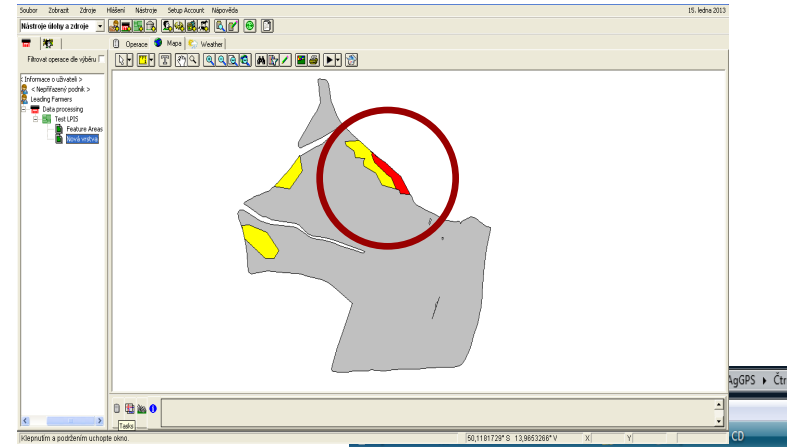 Soubor Zobrazit Zdroje Hlášení Nástroje Setup Account Nápověda 15. ledna 2013
Nástroje úlohy a zdroje
Operace Mapa Weather
Filtrovat operace dle výběru
< Informace o uživateli >
< Nepřiřazený podnik >
Leading Farmers
Data processing
Test LPIS
Feature Areas
Nová vrstva
AgGPS ▸ Čtr
Tasks
CD
Klepnutím a podržením uchopte okno. 50,1181729° S 13,9653266° V X Y